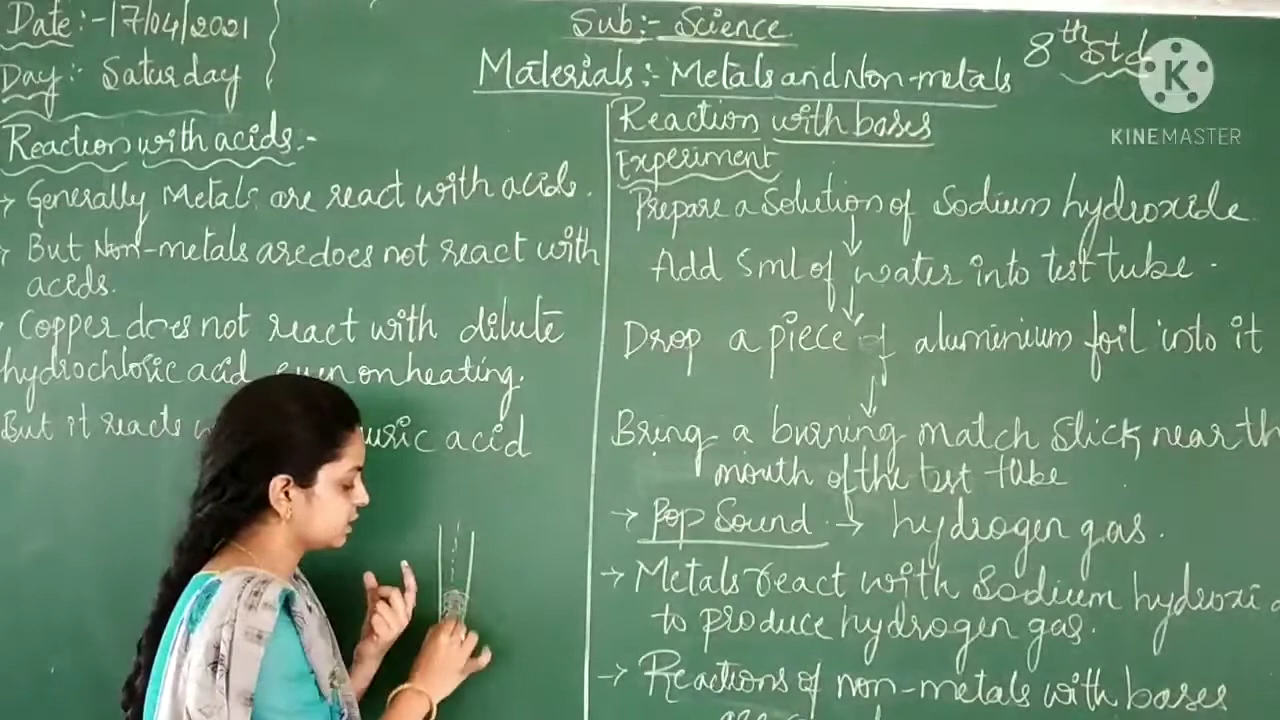 Date:-17/04/2021
Day:- Saturday
Sub:- Science
8th Std
Materials:- Metals and Non-metals
KINEMASTER
Reaction with acids:-
→ Generally Metals are react with acids.
→ But Non-metals are does not react with
acids.
→ Copper does not react with dilute
hydrochloric acid even on heating.
But it reacts acid
Reaction with bases
Experiment
Prepare a Solution of Sodium hydroxide
↓
Add 5ml of water into test tube.
↓
Drop a piece of aluminium foil into it
↓
Bring a burning match stick near th
mouth of the test tube
→ Pop Sound → hydrogen gas.
→ Metals react with Sodium hydroxi
to produce hydrogen gas.
→ Reactions of non-metals with bases
are